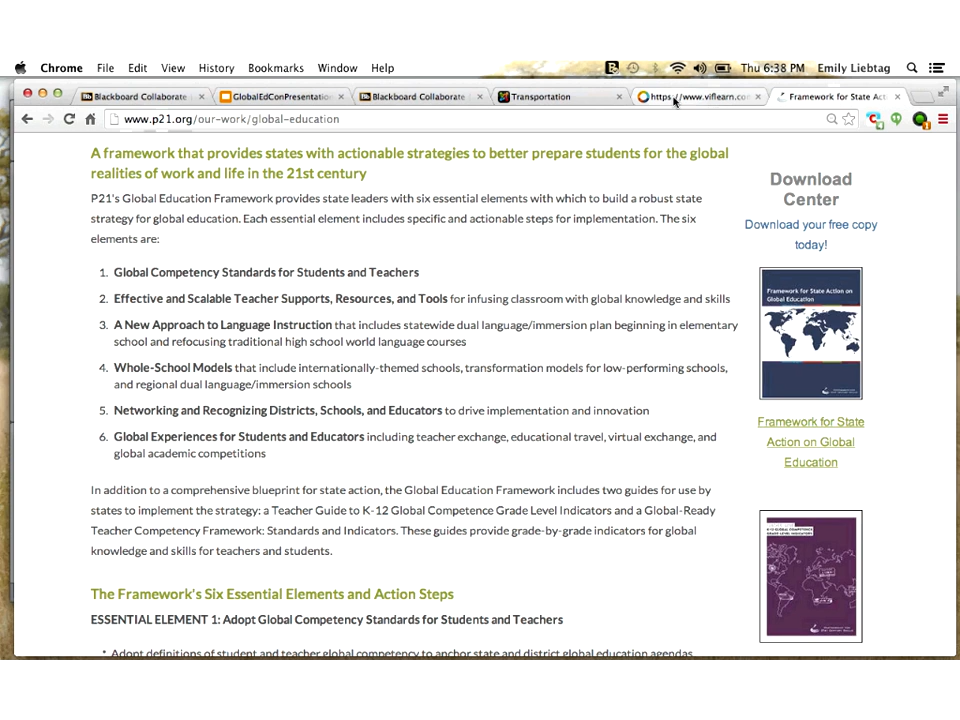 Chrome File Edit View History Bookmarks Window Help Thu 6:38 PM Emily Liebtag
Blackboard Collaborate GlobalEdConPresentation Blackboard Collaborate Transportation https://www.viflearn.com Framework for State Act
www.p21.org/our-work/global-education
A framework that provides states with actionable strategies to better prepare students for the global
realities of work and life in the 21st century
P21's Global Education Framework provides state leaders with six essential elements with which to build a robust state
strategy for global education. Each essential element includes specific and actionable steps for implementation. The six
elements are:
1. Global Competency Standards for Students and Teachers
2. Effective and Scalable Teacher Supports, Resources, and Tools for infusing classroom with global knowledge and skills
3. A New Approach to Language Instruction that includes statewide dual language/immersion plan beginning in elementary
school and refocusing traditional high school world language courses
4. Whole-School Models that include internationally-themed schools, transformation models for low-performing schools,
and regional dual language/immersion schools
5. Networking and Recognizing Districts, Schools, and Educators to drive implementation and innovation
6. Global Experiences for Students and Educators including teacher exchange, educational travel, virtual exchange, and
global academic competitions
In addition to a comprehensive blueprint for state action, the Global Education Framework includes two guides for use by
states to implement the strategy: a Teacher Guide to K-12 Global Competence Grade Level Indicators and a Global-Ready
Teacher Competency Framework: Standards and Indicators. These guides provide grade-by-grade indicators for global
knowledge and skills for teachers and students.
The Framework's Six Essential Elements and Action Steps
ESSENTIAL ELEMENT 1: Adopt Global Competency Standards for Students and Teachers
* Adopt definitions of student and teacher global competency to anchor state and district global education agendas
Download
Center
Download your free copy
today!
Framework for State Action on
Global Education
Framework for State
Action on Global
Education
K-12 GLOBAL COMPETENCE
GRADE LEVEL INDICATORS